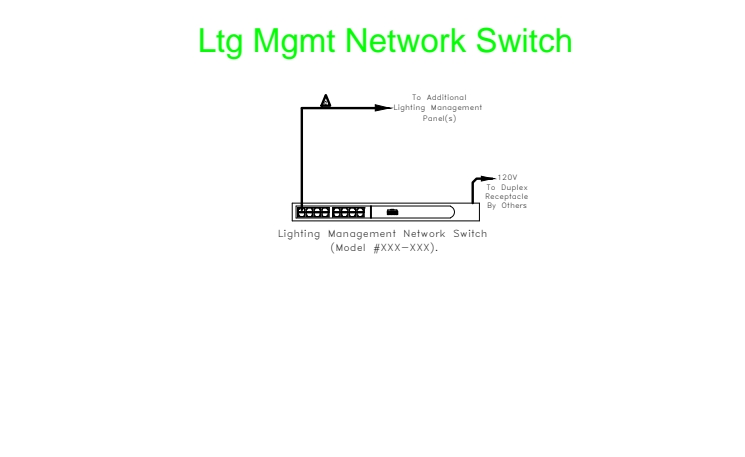 Ltg Mgmt Network Switch
To Additional
Lighting Management
Panel(s)
120V
To Duplex
Receptacle
By Others
Lighting Management Network Switch
(Model #XXX-XXX).